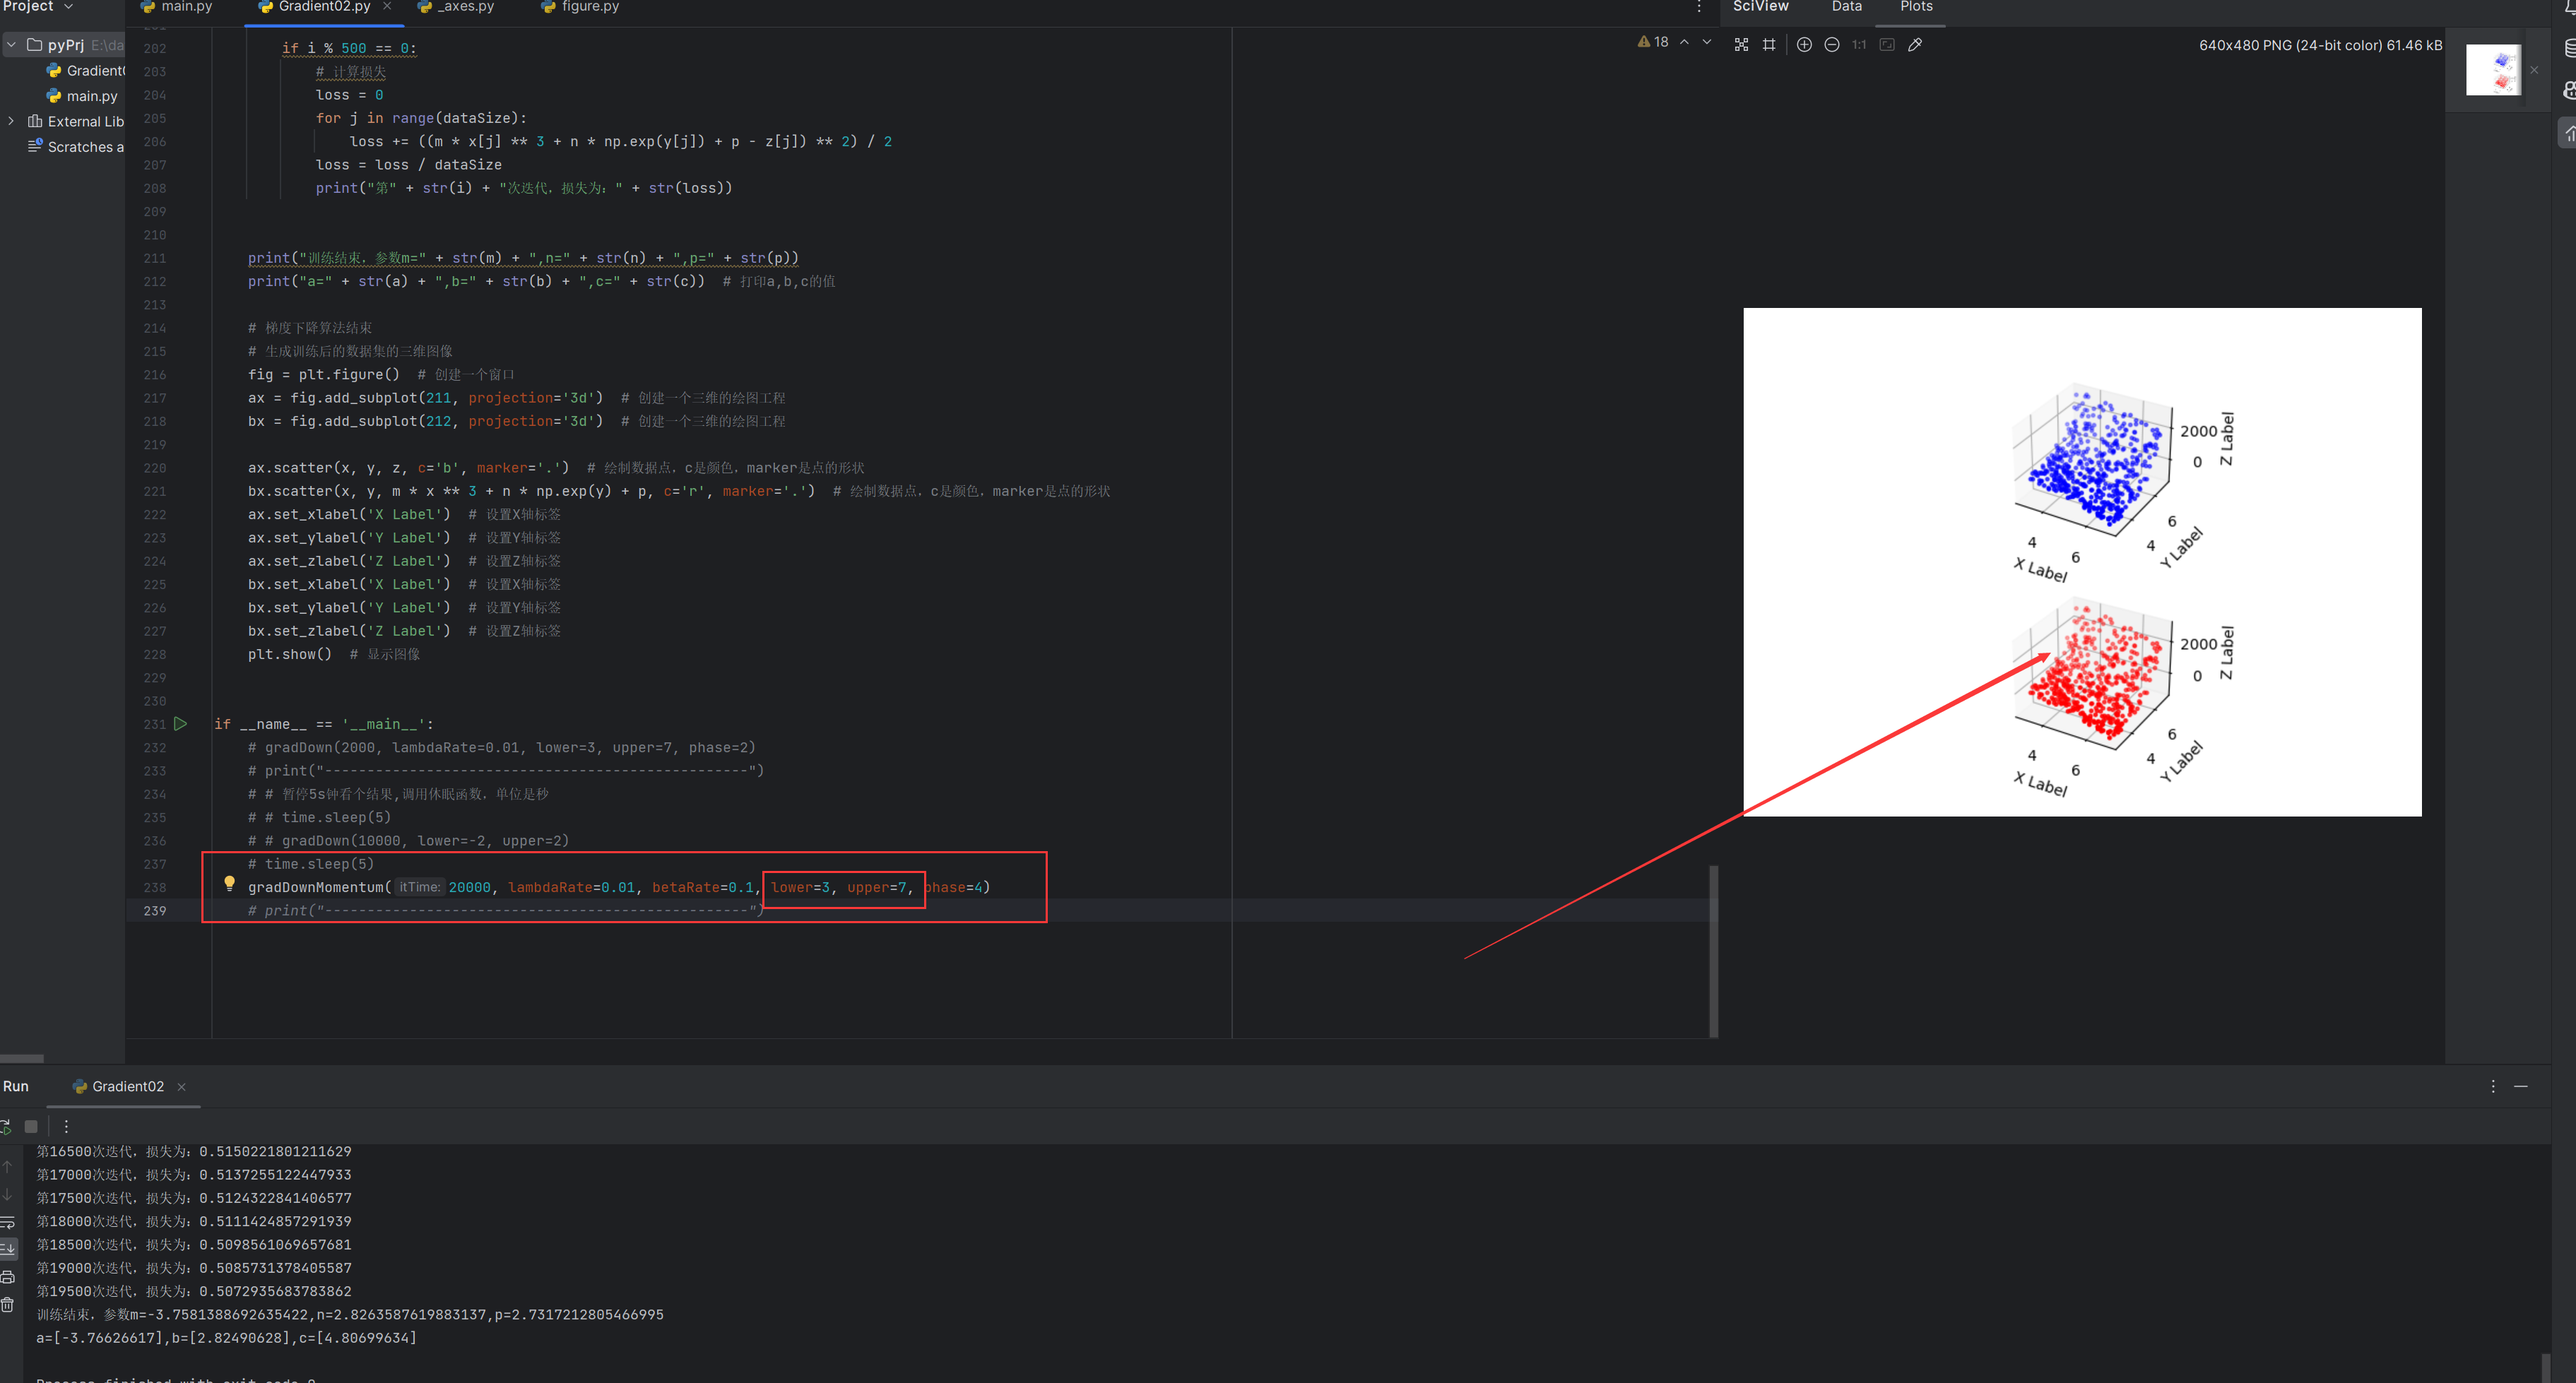 Project
main.py
Gradient02.py
_axes.py
figure.py
SciView
Data
Plots
pyPrj E:\da
Gradient
main.py
External Lib
Scratches a
18
1:1
640x480 PNG (24-bit color) 61.46 kB
202 if i % 500 == 0:
203 # 计算损失
204 loss = 0
205 for j in range(dataSize):
206 loss += ((m * x[j] ** 3 + n * np.exp(y[j]) + p - z[j]) ** 2) / 2
207 loss = loss / dataSize
208 print("第" + str(i) + "次迭代，损失为：" + str(loss))
209
210
211 print("训练结束，参数m=" + str(m) + ",n=" + str(n) + ",p=" + str(p))
212 print("a=" + str(a) + ",b=" + str(b) + ",c=" + str(c)) # 打印a,b,c的值
213
214 # 梯度下降算法结束
215 # 生成训练后的数据集的三维图像
216 fig = plt.figure() # 创建一个窗口
217 ax = fig.add_subplot(211, projection='3d') # 创建一个三维的绘图工程
218 bx = fig.add_subplot(212, projection='3d') # 创建一个三维的绘图工程
219
220 ax.scatter(x, y, z, c='b', marker='.') # 绘制数据点，c是颜色，marker是点的形状
221 bx.scatter(x, y, m * x ** 3 + n * np.exp(y) + p, c='r', marker='.') # 绘制数据点，c是颜色，marker是点的形状
222 ax.set_xlabel('X Label') # 设置X轴标签
223 ax.set_ylabel('Y Label') # 设置Y轴标签
224 ax.set_zlabel('Z Label') # 设置Z轴标签
225 bx.set_xlabel('X Label') # 设置X轴标签
226 bx.set_ylabel('Y Label') # 设置Y轴标签
227 bx.set_zlabel('Z Label') # 设置Z轴标签
228 plt.show() # 显示图像
229
230
231 if __name__ == '__main__':
232 # gradDown(2000, lambdaRate=0.01, lower=3, upper=7, phase=2)
233 # print("--------------------------------------------------")
234 # # 暂停5s钟看个结果,调用休眠函数，单位是秒
235 # # time.sleep(5)
236 # # gradDown(10000, lower=-2, upper=2)
237 # time.sleep(5)
238 gradDownMomentum( itTime: 20000, lambdaRate=0.01, betaRate=0.1, lower=3, upper=7, phase=4)
239 # print("--------------------------------------------------")
2000
0
Z Label
6
4
Y Label
4
6
X Label
2000
0
Z Label
6
4
Y Label
4
6
X Label
Run
Gradient02
第16500次迭代，损失为：0.5150221801211629
第17000次迭代，损失为：0.5137255122447933
第17500次迭代，损失为：0.5124322841406577
第18000次迭代，损失为：0.5111424857291939
第18500次迭代，损失为：0.5098561069657681
第19000次迭代，损失为：0.5085731378405587
第19500次迭代，损失为：0.5072935683783862
训练结束，参数m=-3.7581388692635422,n=2.8263587619883137,p=2.7317212805466995
a=[-3.76626617],b=[2.82490628],c=[4.80699634]